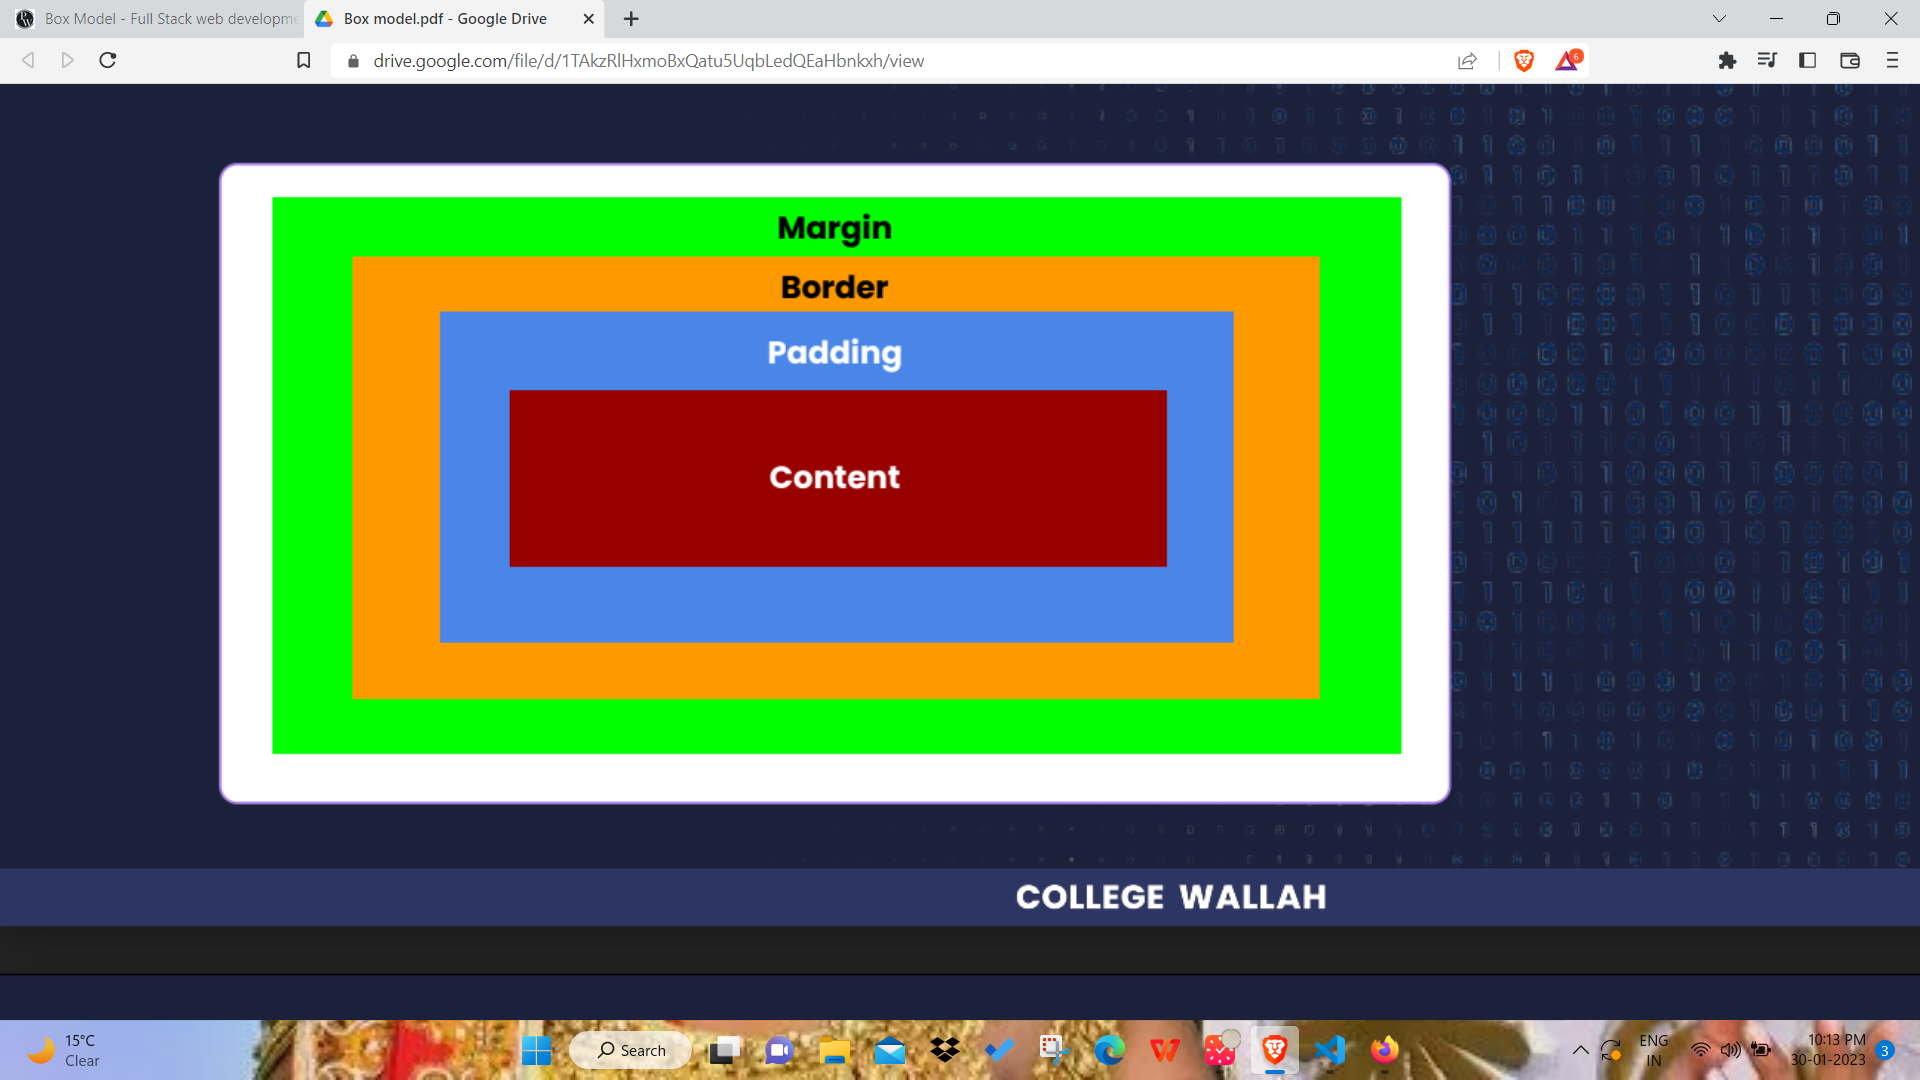 Box Model - Full Stack web developme
Box model.pdf - Google Drive
drive.google.com/file/d/1TAkzRlHxmoBxQatu5UqbLedQEaHbnkxh/view
6
Margin
Border
Padding
Content
COLLEGE WALLAH
15°C
Clear
Search
ENG
IN
10:13 PM
30-01-2023
3